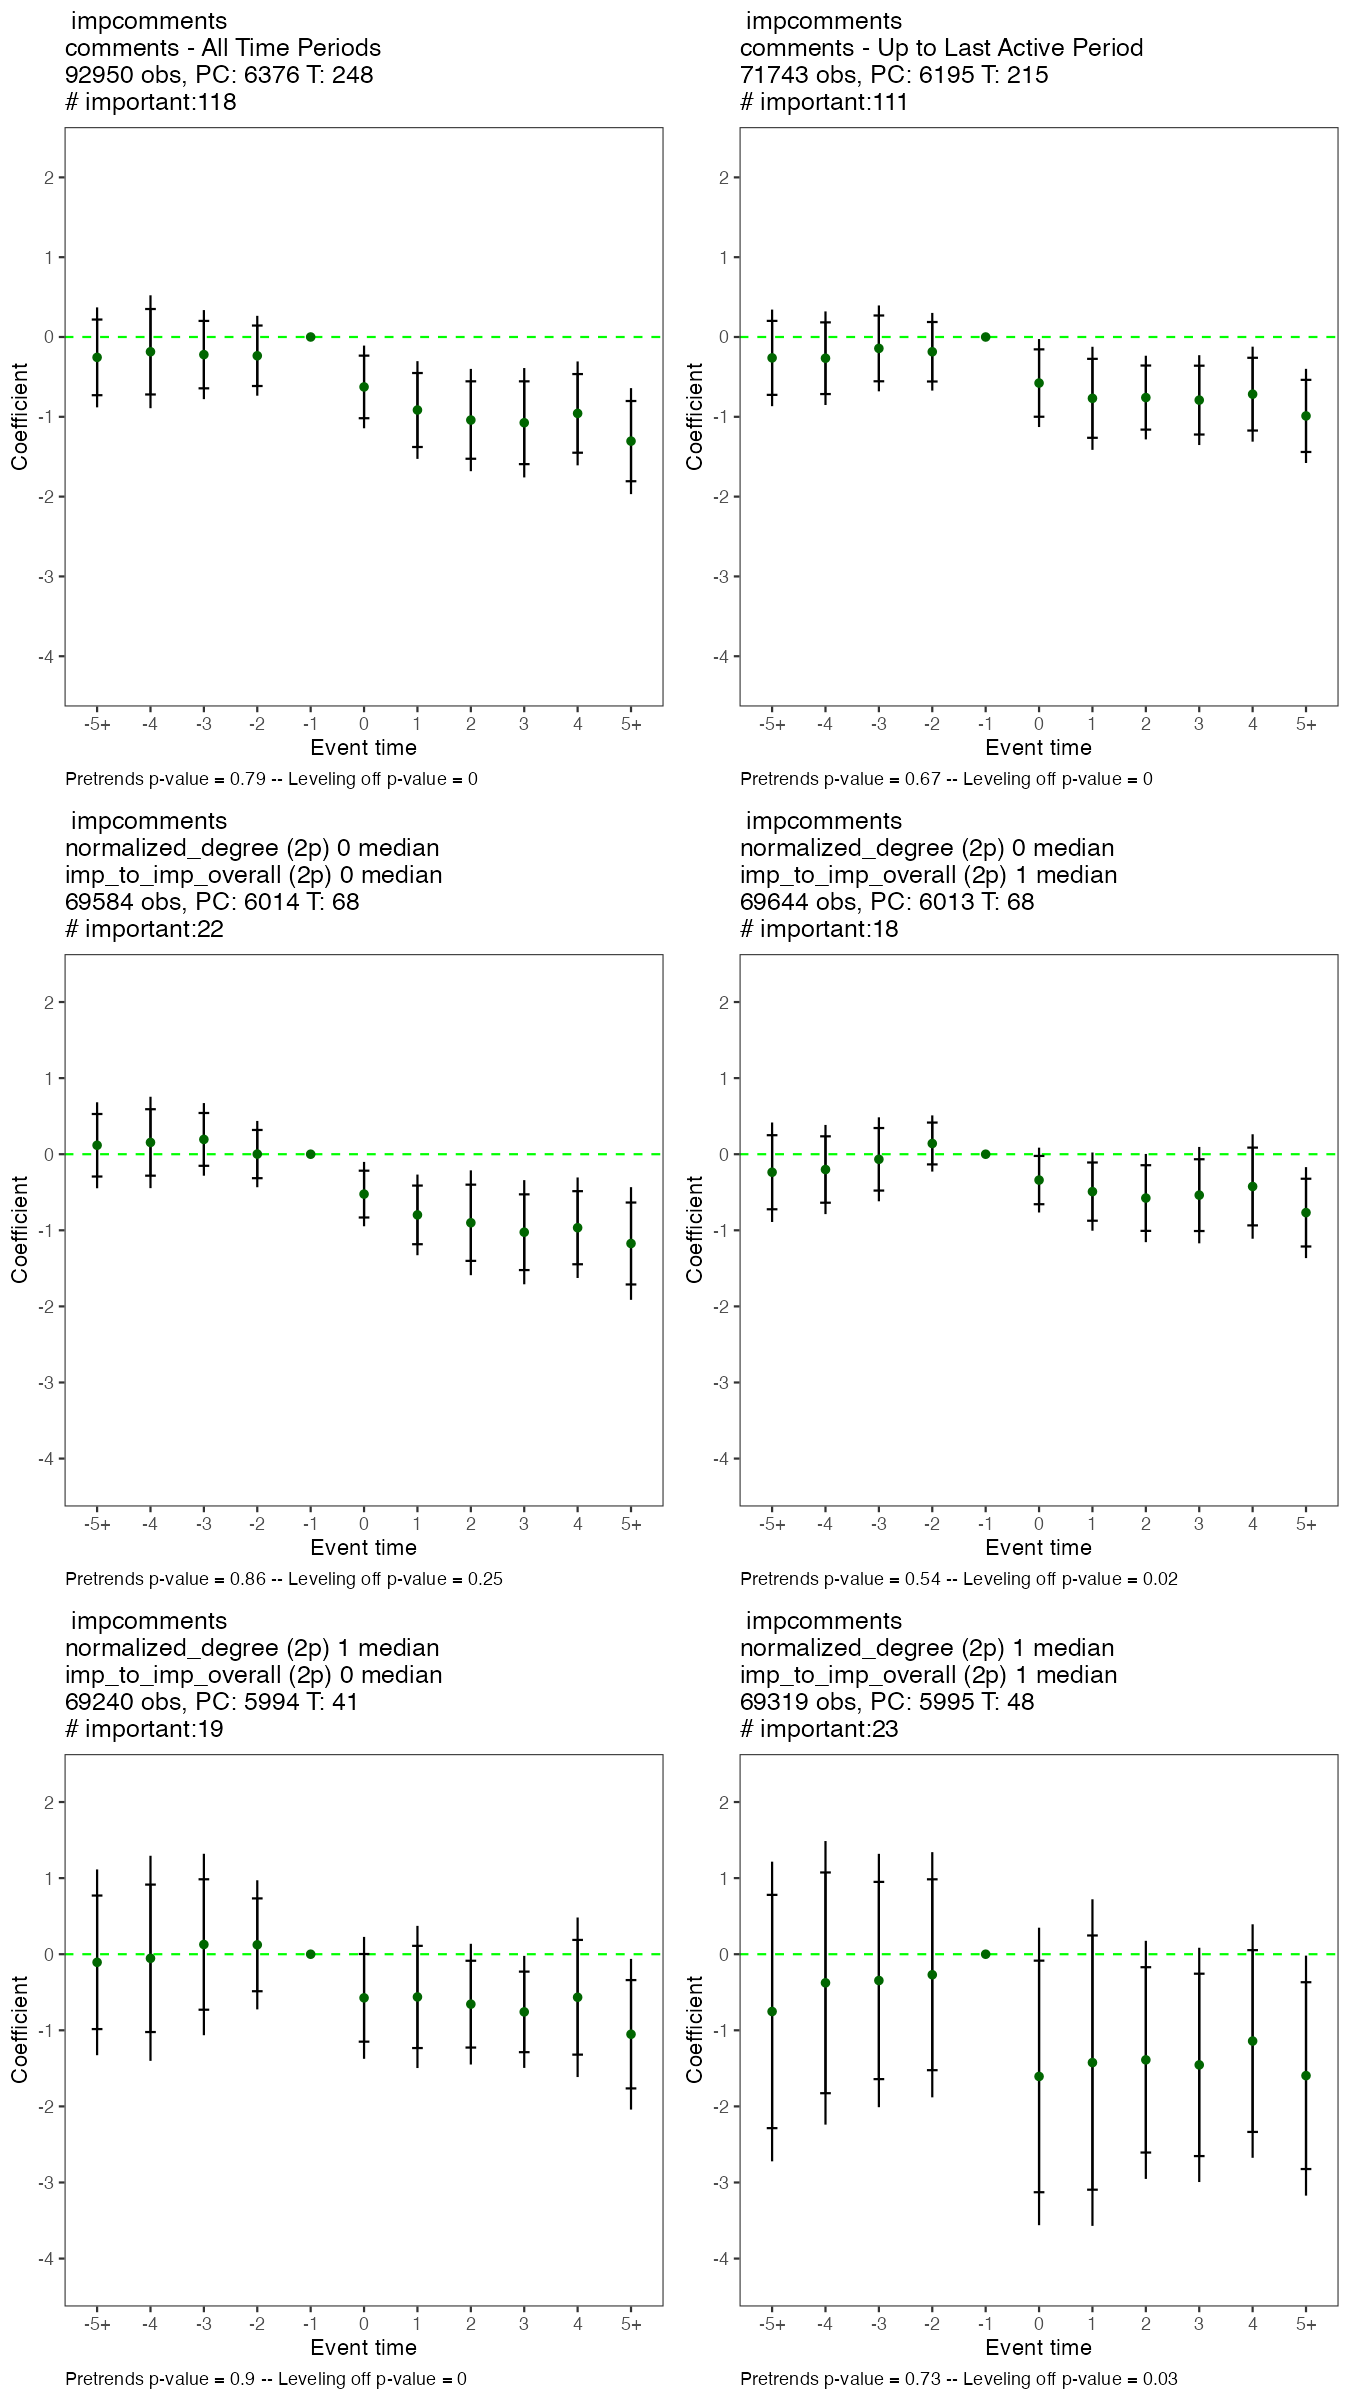 impcomments
comments - All Time Periods
92950 obs, PC: 6376 T: 248
# important:118
2
1
0
-1
-2
-3
-4
Coefficient
-5+ -4 -3 -2 -1 0 1 2 3 4 5+
Event time
Pretrends p-value = 0.79 -- Leveling off p-value = 0
impcomments
comments - Up to Last Active Period
71743 obs, PC: 6195 T: 215
# important:111
2
1
0
-1
-2
-3
-4
Coefficient
-5+ -4 -3 -2 -1 0 1 2 3 4 5+
Event time
Pretrends p-value = 0.67 -- Leveling off p-value = 0
impcomments
normalized_degree (2p) 0 median
imp_to_imp_overall (2p) 0 median
69584 obs, PC: 6014 T: 68
# important:22
2
1
0
-1
-2
-3
-4
Coefficient
-5+ -4 -3 -2 -1 0 1 2 3 4 5+
Event time
Pretrends p-value = 0.86 -- Leveling off p-value = 0.25
impcomments
normalized_degree (2p) 0 median
imp_to_imp_overall (2p) 1 median
69644 obs, PC: 6013 T: 68
# important:18
2
1
0
-1
-2
-3
-4
Coefficient
-5+ -4 -3 -2 -1 0 1 2 3 4 5+
Event time
Pretrends p-value = 0.54 -- Leveling off p-value = 0.02
impcomments
normalized_degree (2p) 1 median
imp_to_imp_overall (2p) 0 median
69240 obs, PC: 5994 T: 41
# important:19
2
1
0
-1
-2
-3
-4
Coefficient
-5+ -4 -3 -2 -1 0 1 2 3 4 5+
Event time
Pretrends p-value = 0.9 -- Leveling off p-value = 0
impcomments
normalized_degree (2p) 1 median
imp_to_imp_overall (2p) 1 median
69319 obs, PC: 5995 T: 48
# important:23
2
1
0
-1
-2
-3
-4
Coefficient
-5+ -4 -3 -2 -1 0 1 2 3 4 5+
Event time
Pretrends p-value = 0.73 -- Leveling off p-value = 0.03